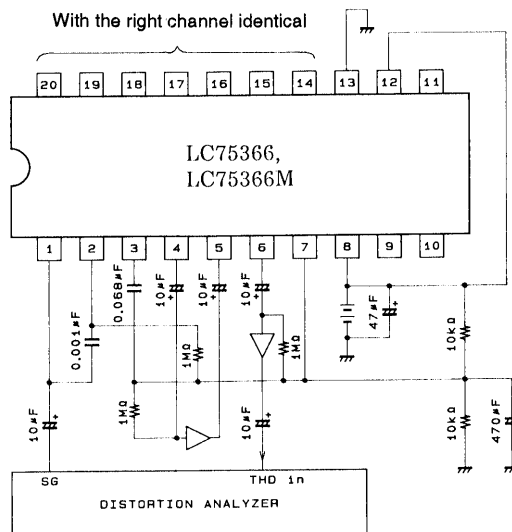 With the right channel identical
20 19 18 17 16 15 14 13 12 11
LC75366,
LC75366M
1 2 3 4 5 6 7 8 9 10
0.001µF
0.068µF
10µF
+
10µF
+
10µF
+
47µF
+
1MΩ
1MΩ
10kΩ
1MΩ
10µF
+
10µF
+
10kΩ
470µF
SG
THD in
DISTORTION ANALYZER